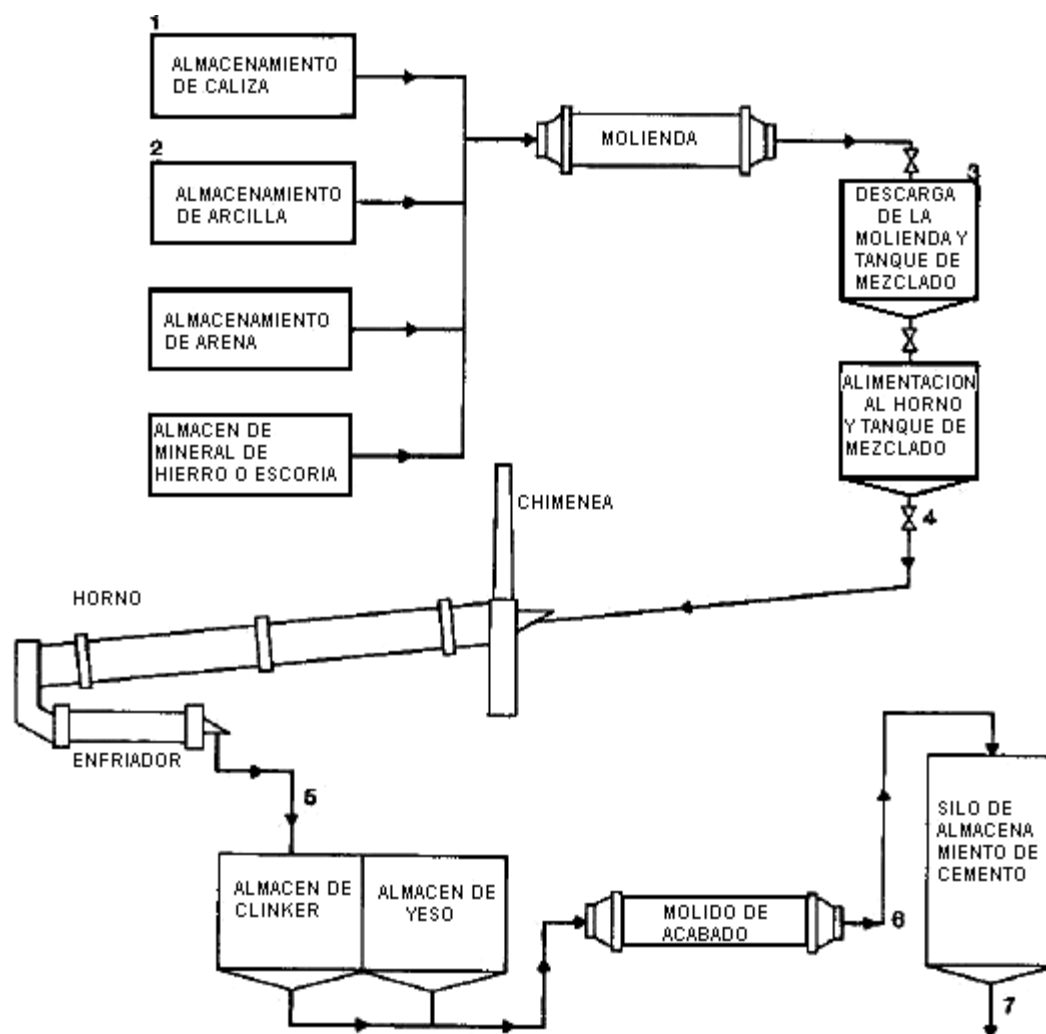 1
ALMACENAMIENTO
DE CALIZA
2
ALMACENAMIENTO
DE ARCILLA
ALMACENAMIENTO
DE ARENA
ALMACEN DE
MINERAL DE
HIERRO O ESCORIA
MOLIENDA
3
DESCARGA
DE LA
MOLIENDA Y
TANQUE DE
MEZCLADO
ALIMENTACION
AL HORNO
Y TANQUE DE
MEZCLADO
4
CHIMENEA
HORNO
ENFRIADOR
5
ALMACEN DE
CLINKER
ALMACEN DE
YESO
MOLIDO DE
ACABADO
6
SILO DE
ALMACENA
MIENTO DE
CEMENTO
7